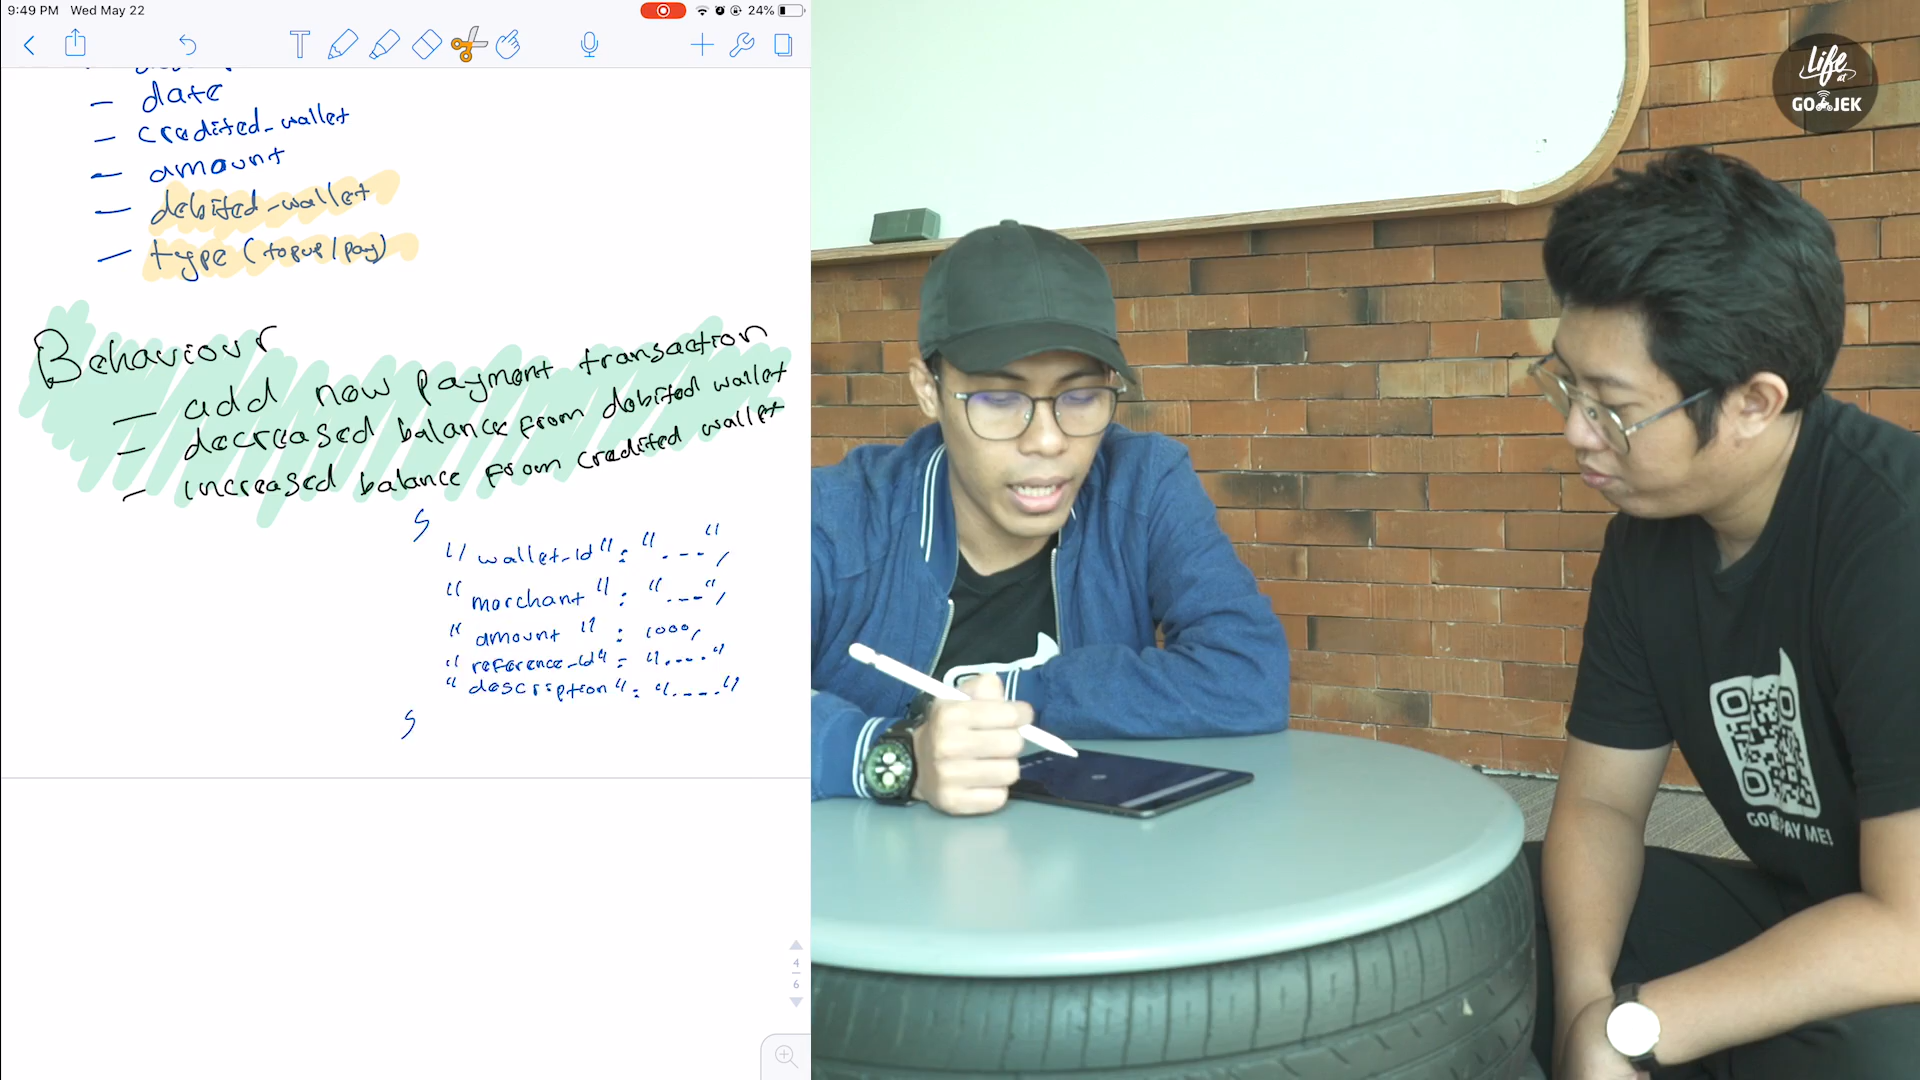 9:49 PM Wed May 22
24%
T
- date
- credited_wallet
- amount
- debited_wallet
- type (topup/pay)
Behaviour
- add new payment transaction
- decreased balance from debited wallet
- increased balance from credited wallet
{
"wallet_id" : "....",
"merchant" : "....",
"amount" : 1000,
"reference_id" : "....."
"description" : "....."
}
4
6
Life
at
GOJEK
GO PAY ME!